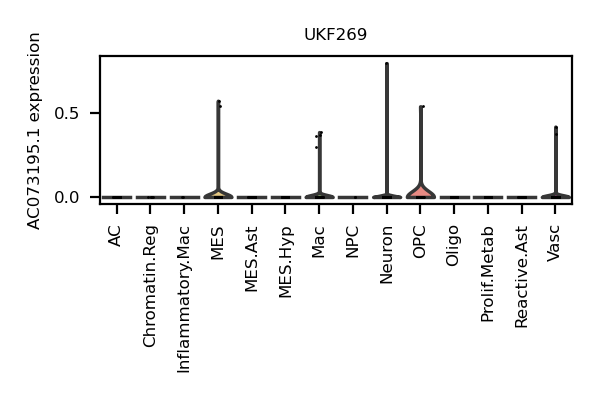 UKF269
AC073195.1 expression
0.5
0.0
AC
Chromatin.Reg
Inflammatory.Mac
MES
MES.Ast
MES.Hyp
Mac
NPC
Neuron
OPC
Oligo
Prolif.Metab
Reactive.Ast
Vasc